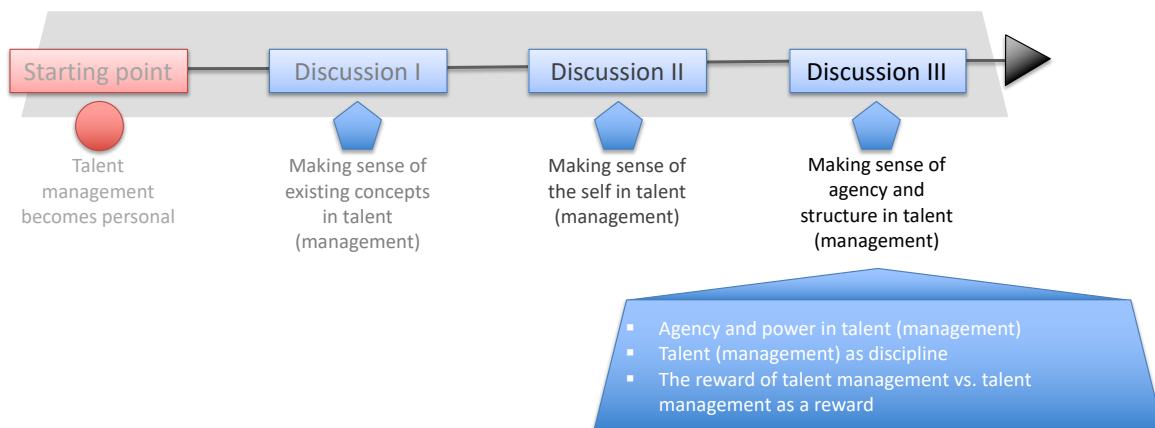 Starting point
Discussion I
Discussion II
Discussion III
Talent
management
becomes personal
Making sense of
existing concepts
in talent
(management)
Making sense of
the self in talent
(management)
Making sense of
agency and
structure in talent
(management)
▪ Agency and power in talent (management)
▪ Talent (management) as discipline
▪ The reward of talent management vs. talent
management as a reward